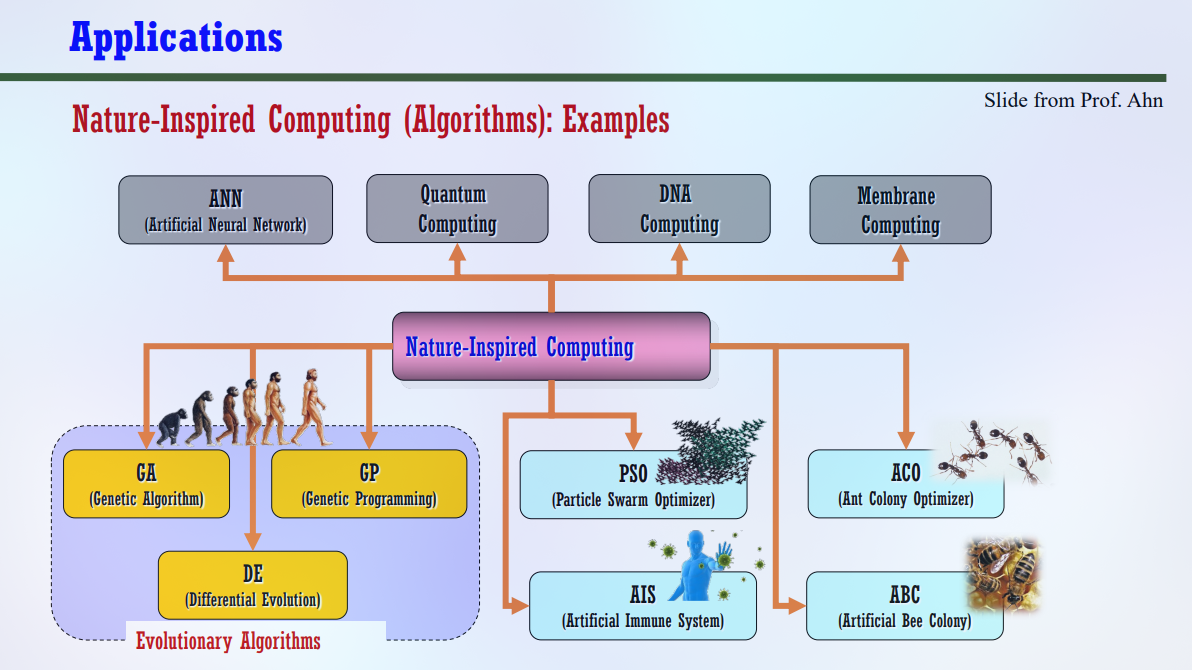 Applications
Slide from Prof. Ahn
Nature-Inspired Computing (Algorithms): Examples
ANN
(Artificial Neural Network)
Quantum
Computing
DNA
Computing
Membrane
Computing
Nature-Inspired Computing
GA
(Genetic Algorithm)
GP
(Genetic Programming)
DE
(Differential Evolution)
Evolutionary Algorithms
PSO
(Particle Swarm Optimizer)
AIS
(Artificial Immune System)
ACO
(Ant Colony Optimizer)
ABC
(Artificial Bee Colony)